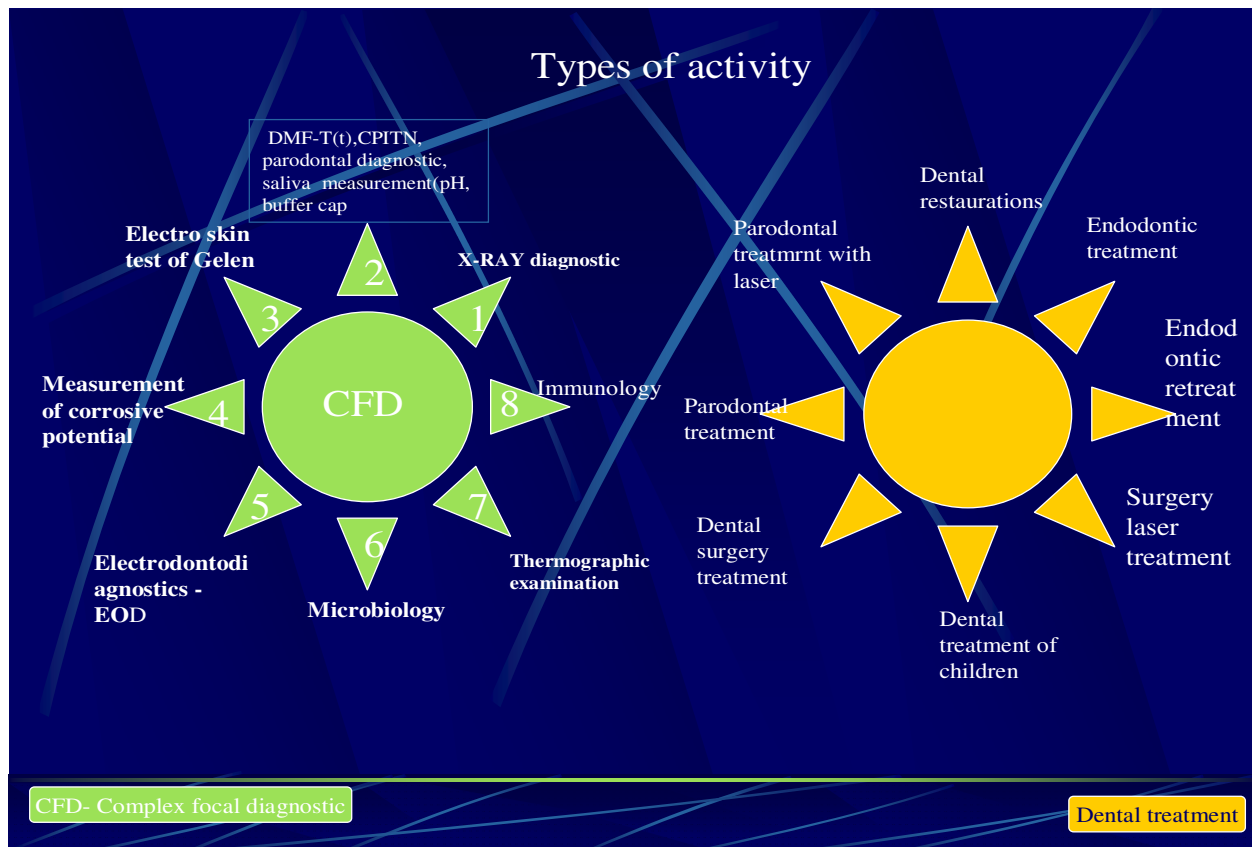 Types of activity
DMF-T(t),CPITN,
parodontal diagnostic,
saliva measurement(pH,
buffer cap
Electro skin
test of Gelen
X-RAY diagnostic
2
3
1
Measurement
of corrosive
potential
4
CFD
8
Immunology
5
6
7
Electrodontodi
agnostics -
EOD
Microbiology
Thermographic
examination
Dental
restaurations
Parodontal
treatmrnt with
laser
Endodontic
treatment
Endod
ontic
retreat
ment
Parodontal
treatment
Dental
surgery
treatment
Surgery
laser
treatment
Dental
treatment of
children
CFD- Complex focal diagnostic
Dental treatment